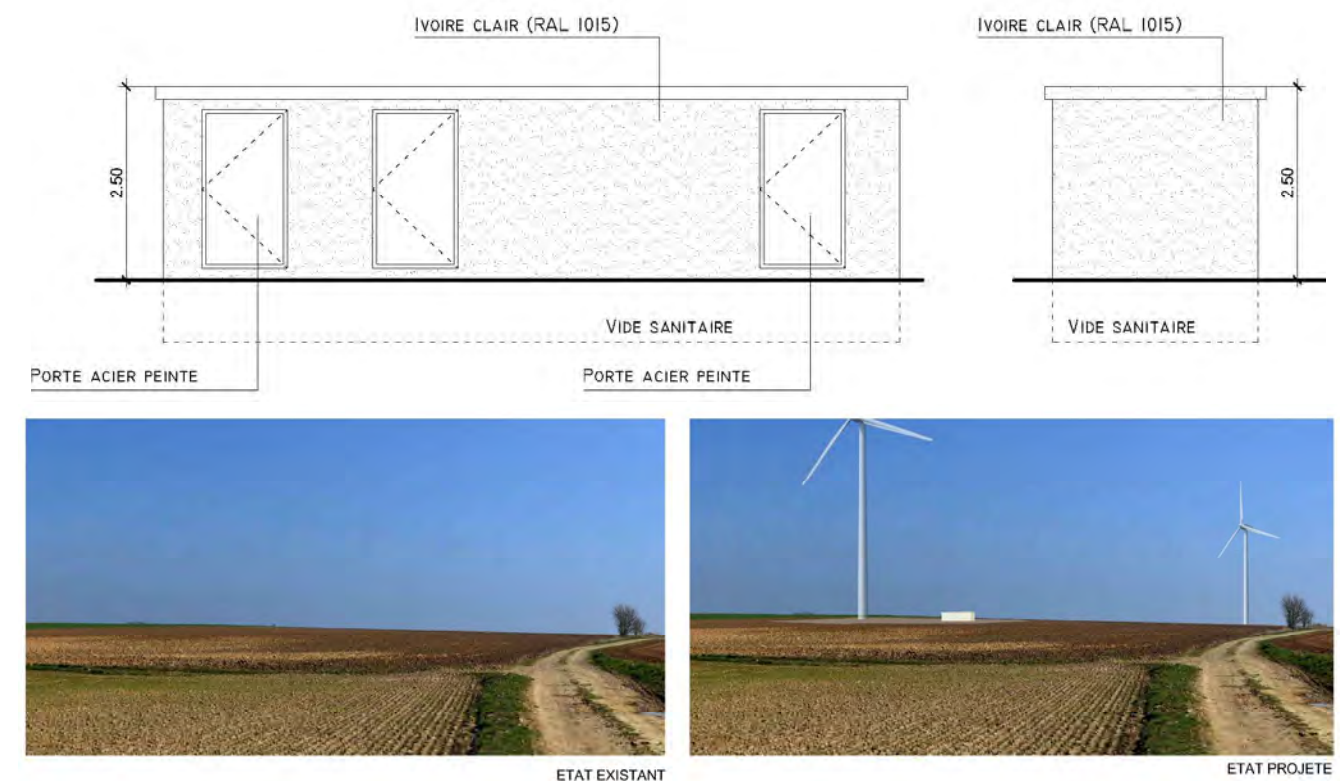 IVOIRE CLAIR (RAL 1015)
IVOIRE CLAIR (RAL 1015)
2.50
2.50
VIDE SANITAIRE
VIDE SANITAIRE
PORTE ACIER PEINTE
PORTE ACIER PEINTE
ETAT EXISTANT
ETAT PROJETE